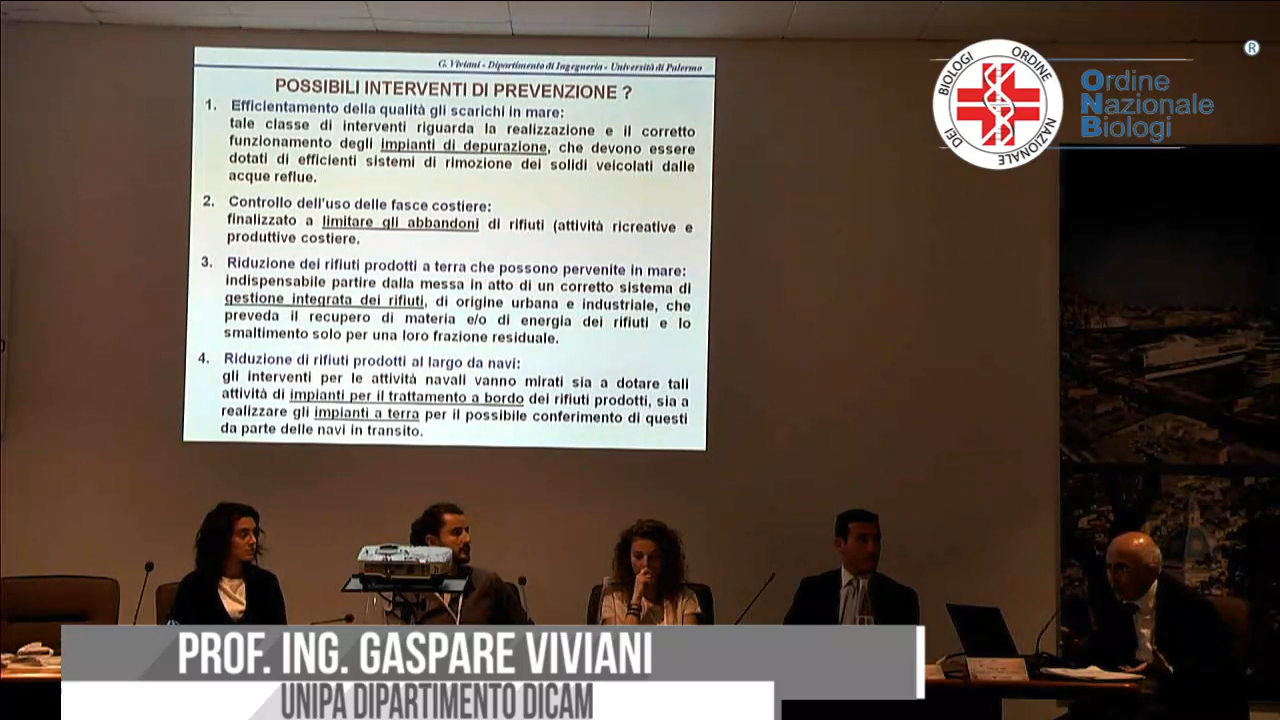 G. Viviani - Dipartimento di Ingegneria - Università di Palermo
POSSIBILI INTERVENTI DI PREVENZIONE ?
1. Efficientamento della qualità gli scarichi in mare:
tale classe di interventi riguarda la realizzazione e il corretto
funzionamento degli impianti di depurazione, che devono essere
dotati di efficienti sistemi di rimozione dei solidi veicolati dalle
acque reflue.
2. Controllo dell'uso delle fasce costiere:
finalizzato a limitare gli abbandoni di rifiuti (attività ricreative e
produttive costiere.
3. Riduzione dei rifiuti prodotti a terra che possono pervenite in mare:
indispensabile partire dalla messa in atto di un corretto sistema di
gestione integrata dei rifiuti, di origine urbana e industriale, che
preveda il recupero di materia e/o di energia dei rifiuti e lo
smaltimento solo per una loro frazione residuale.
4. Riduzione di rifiuti prodotti al largo da navi:
gli interventi per le attività navali vanno mirati sia a dotare tali
attività di impianti per il trattamento a bordo dei rifiuti prodotti, sia a
realizzare gli impianti a terra per il possibile conferimento di questi
da parte delle navi in transito.
ORDINE NAZIONALE DEI BIOLOGI
Ordine
Nazionale
Biologi
®
PROF. ING. GASPARE VIVIANI
UNIPA DIPARTIMENTO DICAM